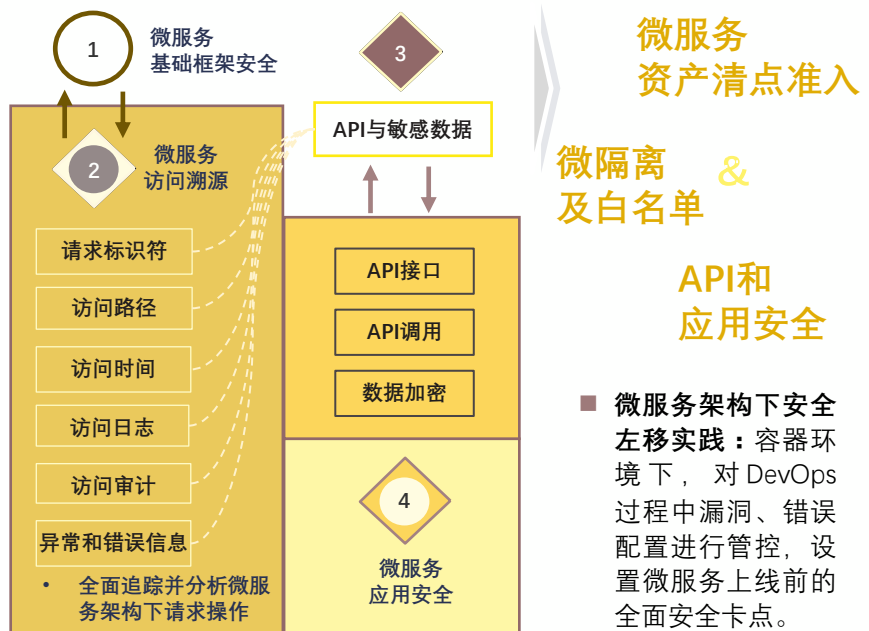 1
微服务
基础框架安全
2
微服务
访问溯源
请求标识符
访问路径
访问时间
访问日志
访问审计
异常和错误信息
• 全面追踪并分析微服
务架构下请求操作
3
API与敏感数据
API接口
API调用
数据加密
4
微服务
应用安全
微服务
资产清点准入
微隔离
及白名单
&
API和
应用安全
■ 微服务架构下安全
左移实践：容器环
境下，对DevOps
过程中漏洞、错误
配置进行管控，设
置微服务上线前的
全面安全卡点。